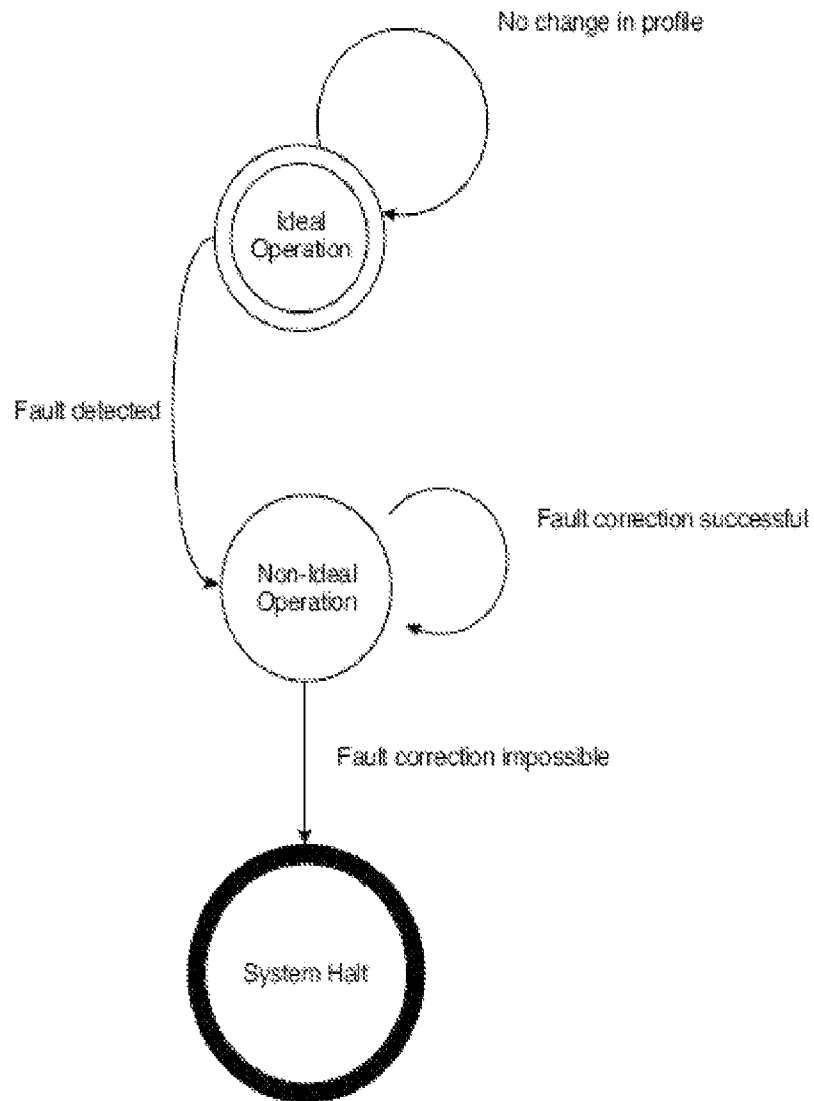 No change in profile
Ideal
Operation
Fault detected
Fault correction successful
Non-Ideal
Operation
Fault correction impossible
System Halt